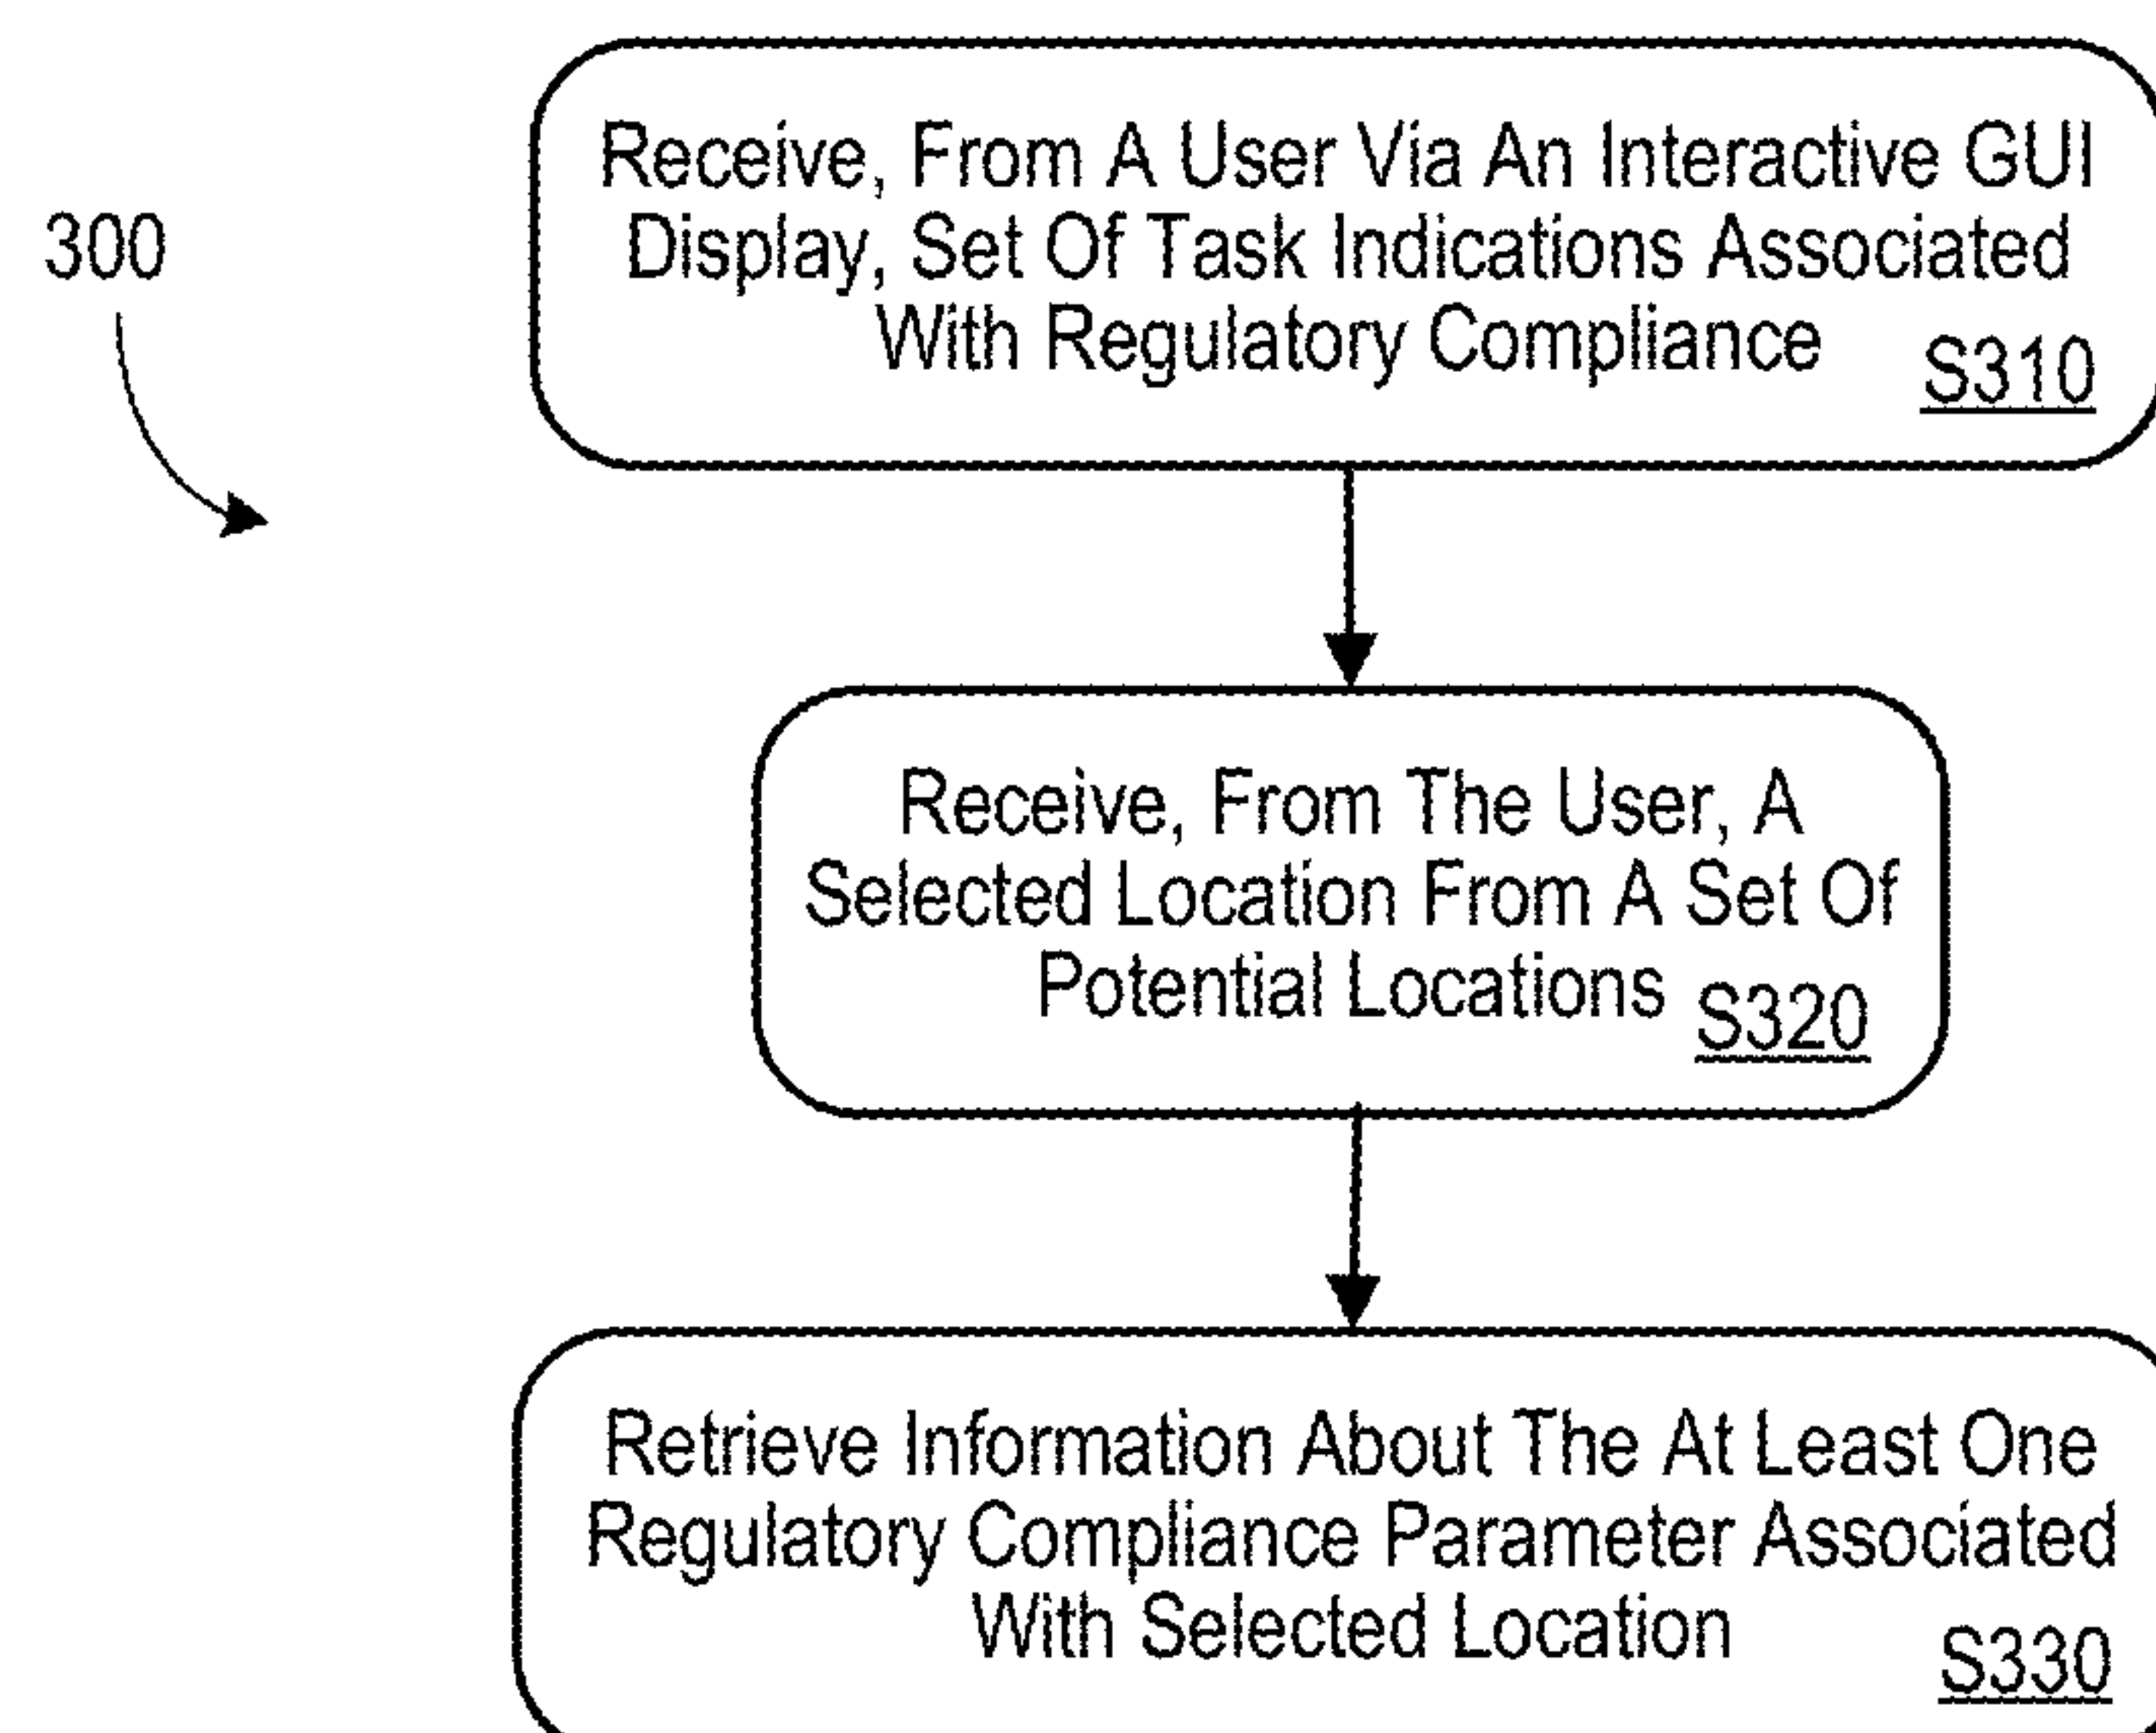 300
Receive, From A User Via An Interactive GUI
Display, Set Of Task Indications Associated
With Regulatory Compliance
S310
Receive, From The User, A
Selected Location From A Set Of
Potential Locations
S320
Retrieve Information About The At Least One
Regulatory Compliance Parameter Associated
With Selected Location
S330